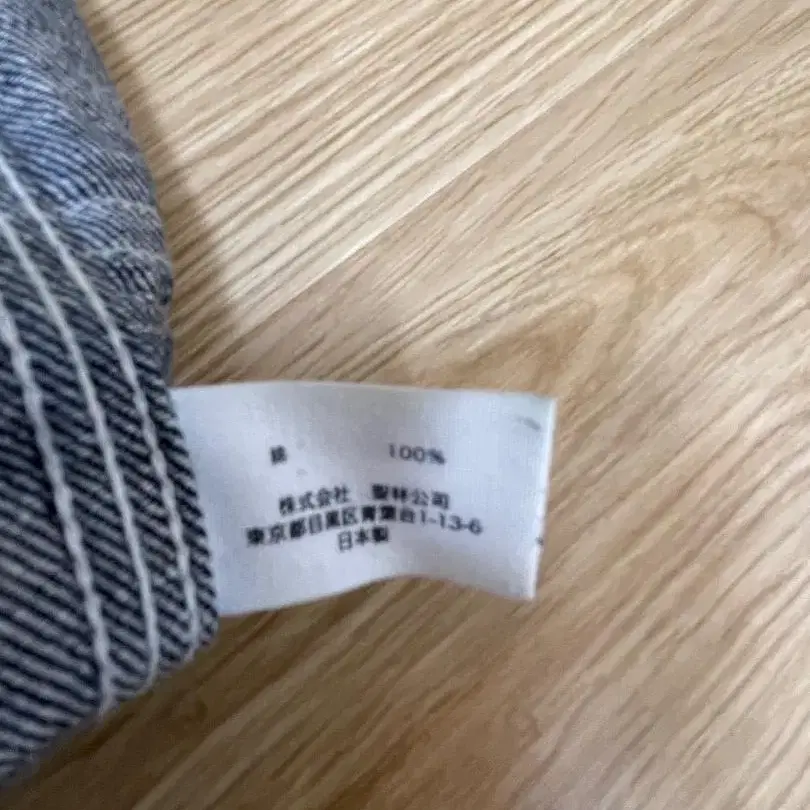 綿 100%
株式会社 聖林公司
東京都目黒区青葉台1-13-6
日本製